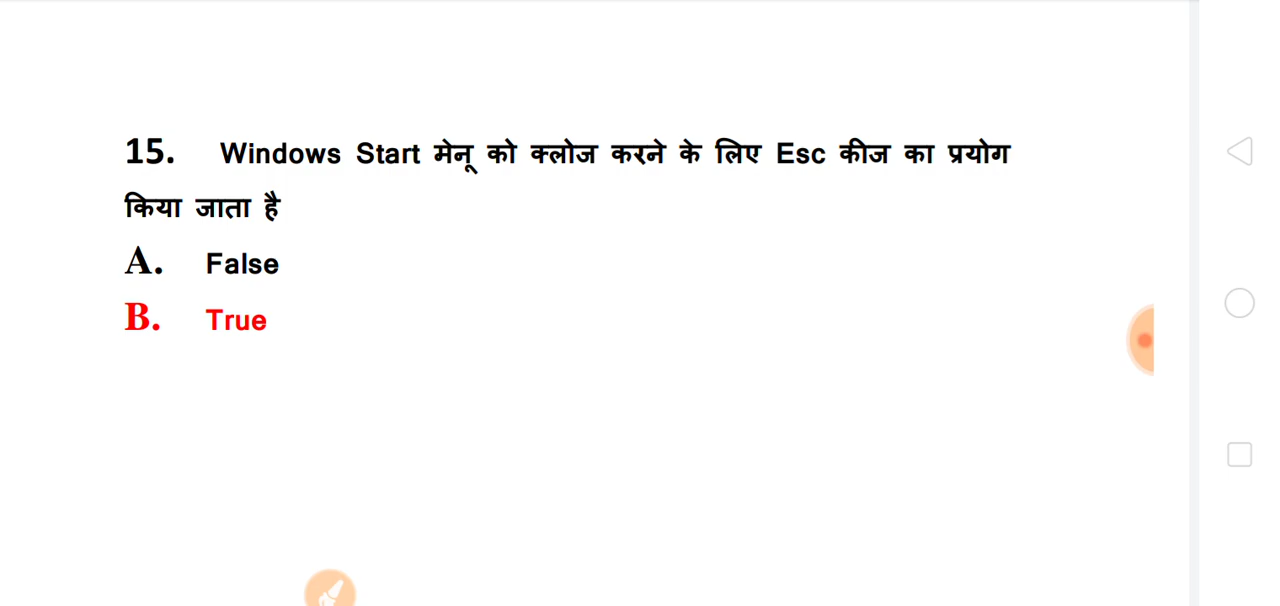 15. Windows Start मेनू को क्लोज करने के लिए Esc कीज का प्रयोग
किया जाता है
A. False
B. True